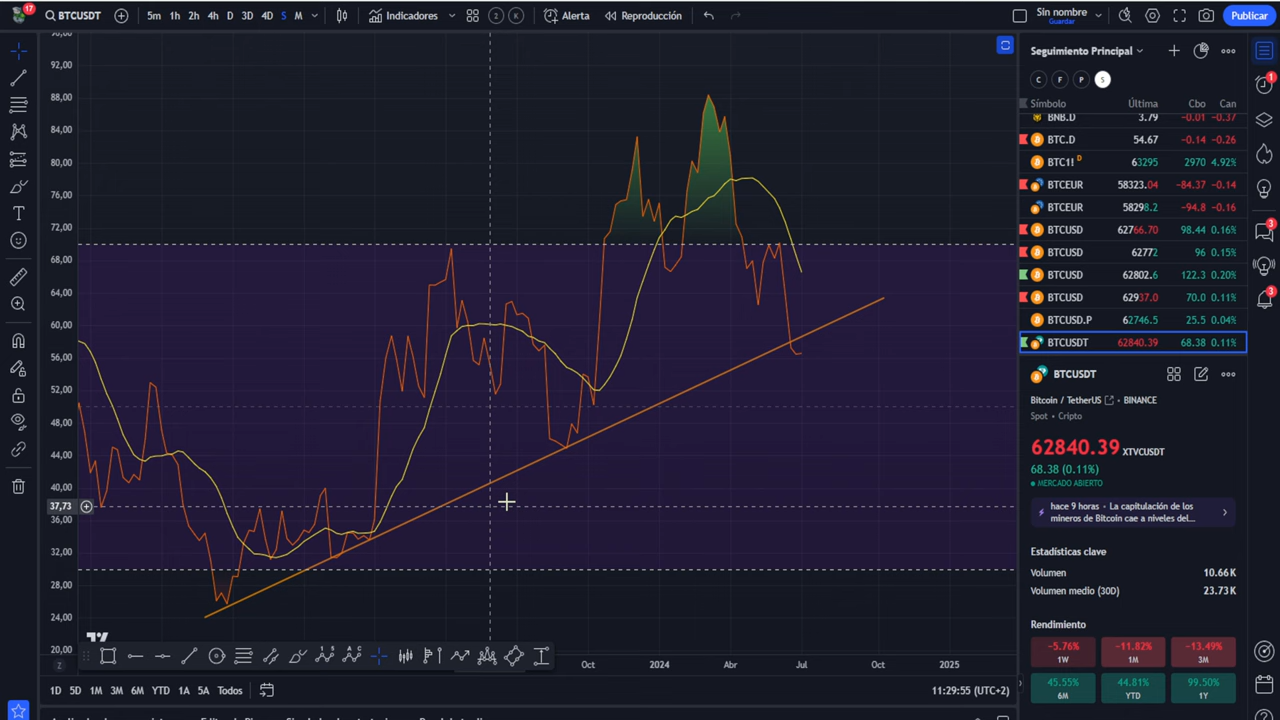 17
BTCUSDT
5m 1h 2h 4h D 3D 4D S M
Indicadores
2
K
Alerta
Reproducción
Sin nombre
Guardar
Publicar
92,00
88,00
84,00
80,00
76,00
72,00
68,00
64,00
60,00
56,00
52,00
48,00
44,00
40,00
37,73
36,00
32,00
28,00
24,00
20,00
Z
Oct 2024 Abr Jul Oct 2025
1D 5D 1M 3M 6M YTD 1A 5A Todos
11:29:55 (UTC+2)
Seguimiento Principal
C F P S
Símbolo Última Cbo Can
BNB.D 3.79 −0.01 −0.37
BTC.D 54.67 −0.14 −0.26
BTC1! D 63295 2970 4.92%
BTCEUR 58323.04 −84.37 −0.14
BTCEUR 58298.2 −94.8 −0.16
BTCUSD 62766.70 98.44 0.16%
BTCUSD 62772 96 0.15%
BTCUSD 62802.6 122.3 0.20%
BTCUSD 62937.0 70.0 0.11%
BTCUSD.P 62746.5 25.5 0.04%
BTCUSDT 62840.39 68.38 0.11%
BTCUSDT
Bitcoin / TetherUS • BINANCE
Spot • Cripto
62840.39 XTVCUSDT
68.38 (0.11%)
MERCADO ABIERTO
hace 9 horas • La capitulación de los
mineros de Bitcoin cae a niveles del...
Estadísticas clave
Volumen 10.66K
Volumen medio (30D) 23.73K
Rendimiento
−5.76% −11.82% −13.49%
1W 1M 3M
45.55% 44.81% 99.50%
6M YTD 1Y
1
3
3